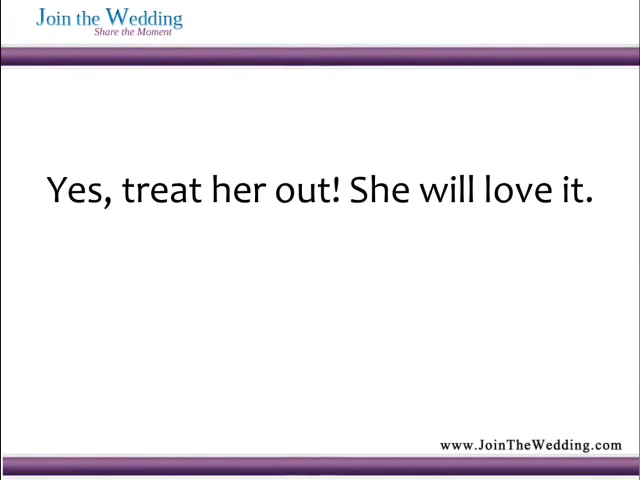 Join the Wedding
Share the Moment
Yes, treat her out! She will love it.
www.JoinTheWedding.com